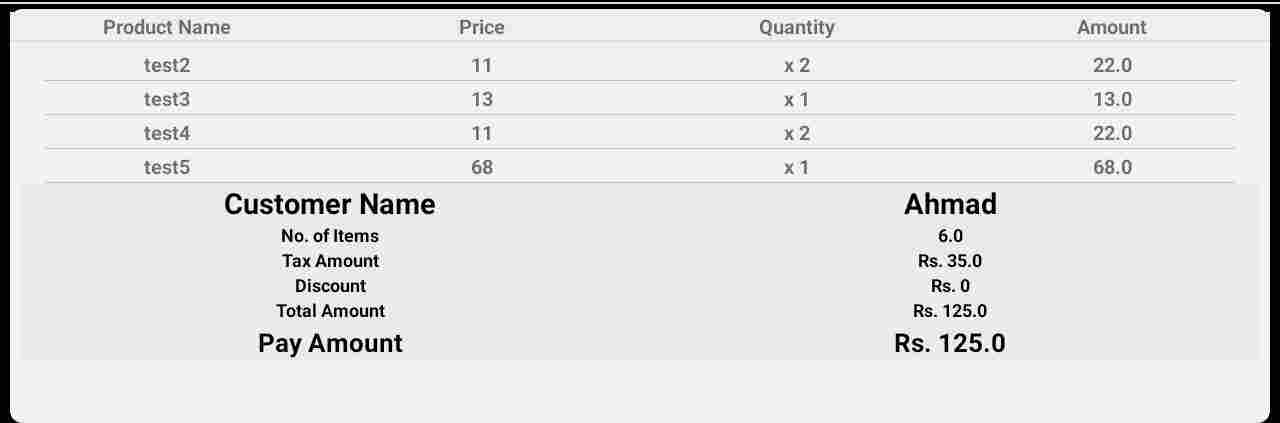 Product Name Price Quantity Amount
test2 11 x 2 22.0
test3 13 x 1 13.0
test4 11 x 2 22.0
test5 68 x 1 68.0
Customer Name Ahmad
No. of Items 6.0
Tax Amount Rs. 35.0
Discount Rs. 0
Total Amount Rs. 125.0
Pay Amount Rs. 125.0